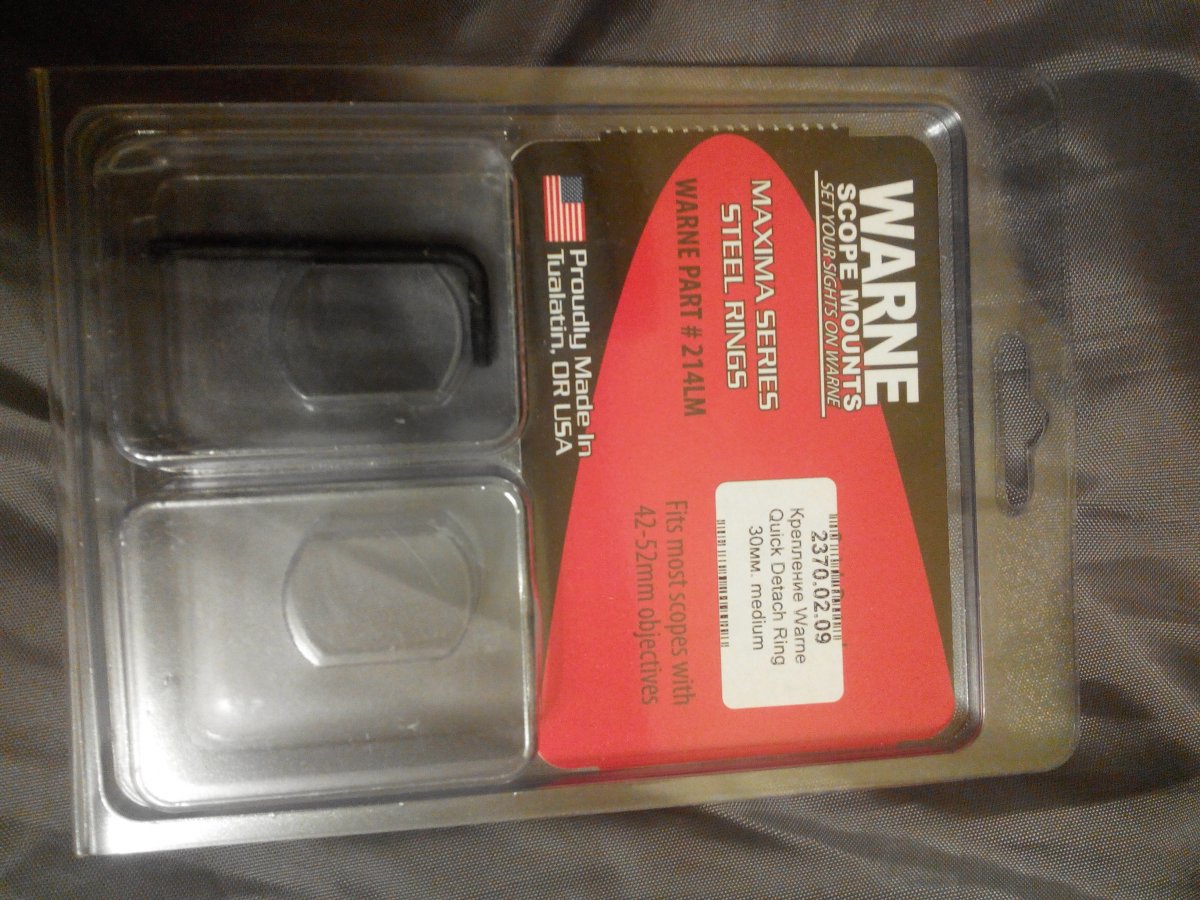 WARNE
SCOPE MOUNTS
SET YOUR SIGHTS ON WARNE
MAXIMA SERIES
STEEL RINGS
WARNE PART # 214LM
Proudly Made In
Tualatin, OR USA
2370.02.09
Крепление Warne
Quick Detach Ring
30мм. medium
Fits most scopes with
42-52mm objectives